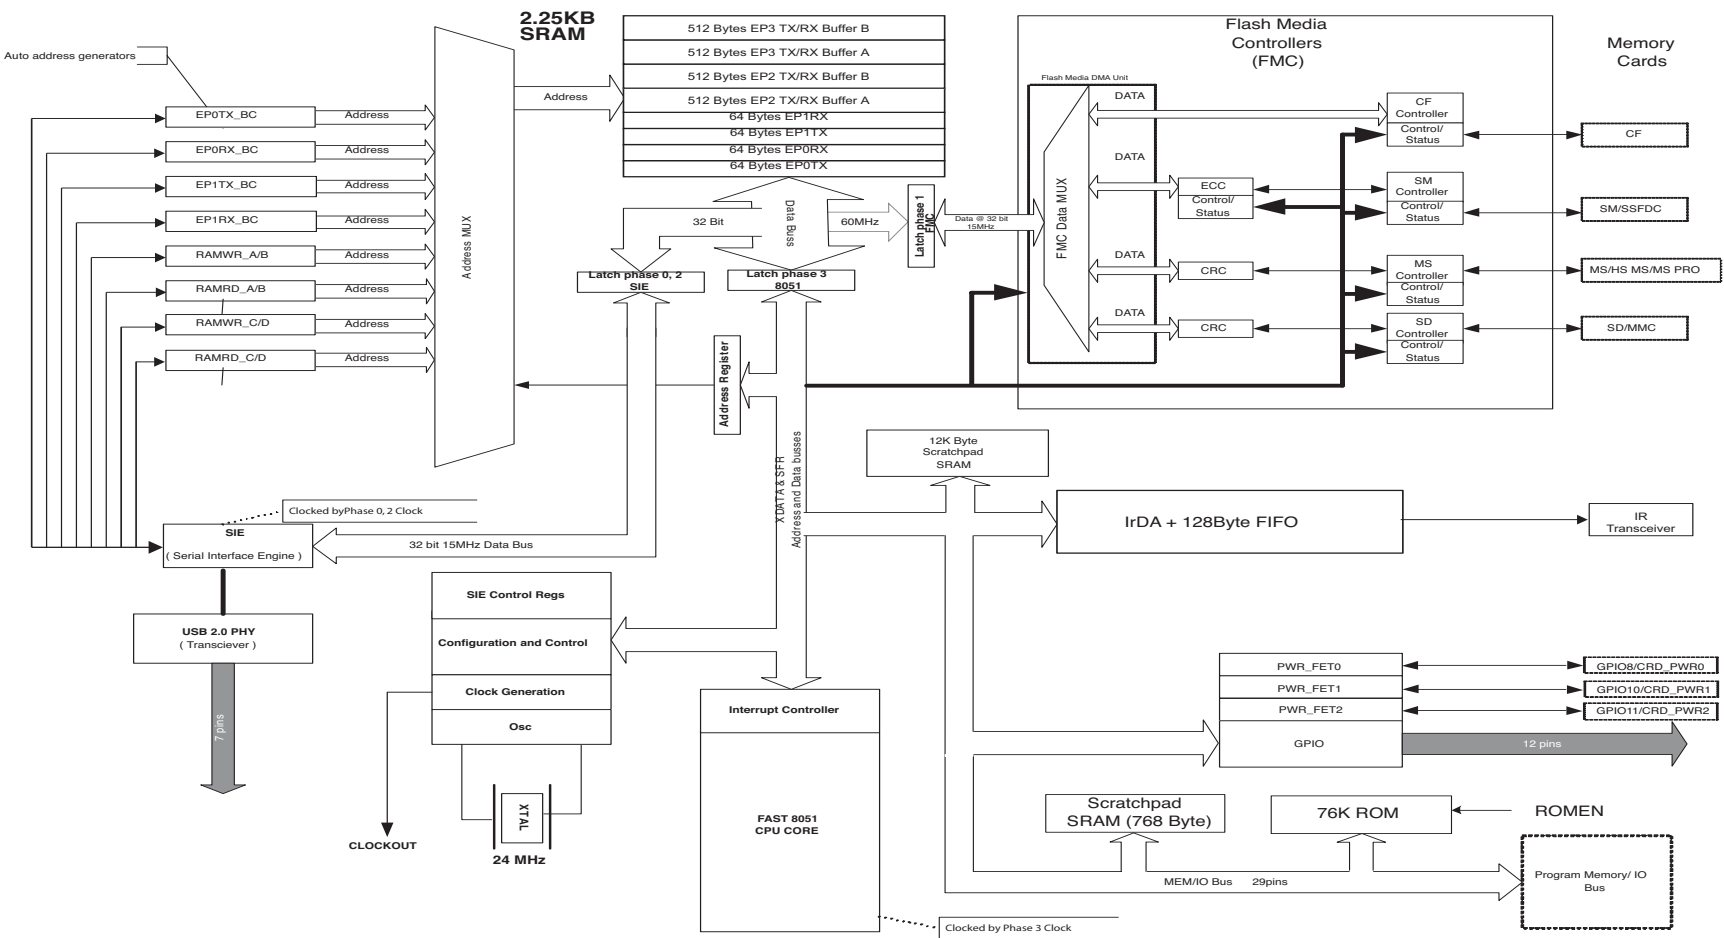 2.25KB
SRAM
Auto address generators
EP0TX_BC
Address
EP0RX_BC
Address
EP1TX_BC
Address
EP1RX_BC
Address
RAMWR_A/B
Address
RAMRD_A/B
Address
RAMWR_C/D
Address
RAMRD_C/D
Address
Address MUX
Address
512 Bytes EP3 TX/RX Buffer B
512 Bytes EP3 TX/RX Buffer A
512 Bytes EP2 TX/RX Buffer B
512 Bytes EP2 TX/RX Buffer A
64 Bytes EP1RX
64 Bytes EP1TX
64 Bytes EP0RX
64 Bytes EP0TX
32 Bit
Data Buss
60MHz
Latch phase 1
FMC
Data @ 32 bit
15MHz
Latch phase 0, 2
SIE
Latch phase 3
8051
Address Register
XDATA & SFR
Address and Data busses
Flash Media
Controllers
(FMC)
Flash Media DMA Unit
FMC Data MUX
DATA
DATA
DATA
DATA
CF
Controller
Control/
Status
ECC
Control/
Status
SM
Controller
Control/
Status
CRC
MS
Controller
Control/
Status
CRC
SD
Controller
Control/
Status
Memory
Cards
CF
SM/SSFDC
MS/HS MS/MS PRO
SD/MMC
12K Byte
Scratchpad
SRAM
IrDA + 128Byte FIFO
IR
Transceiver
Clocked byPhase 0, 2 Clock
SIE
( Serial Interface Engine )
32 bit 15MHz Data Bus
USB 2.0 PHY
( Transciever )
7 pins
SIE Control Regs
Configuration and Control
Clock Generation
Osc
XTAL
24 MHz
CLOCKOUT
Interrupt Controller
FAST 8051
CPU CORE
Clocked by Phase 3 Clock
PWR_FET0
PWR_FET1
PWR_FET2
GPIO
GPIO8/CRD_PWR0
GPIO10/CRD_PWR1
GPIO11/CRD_PWR2
12 pins
Scratchpad
SRAM (768 Byte)
76K ROM
ROMEN
MEM/IO Bus 29pins
Program Memory/ IO
Bus